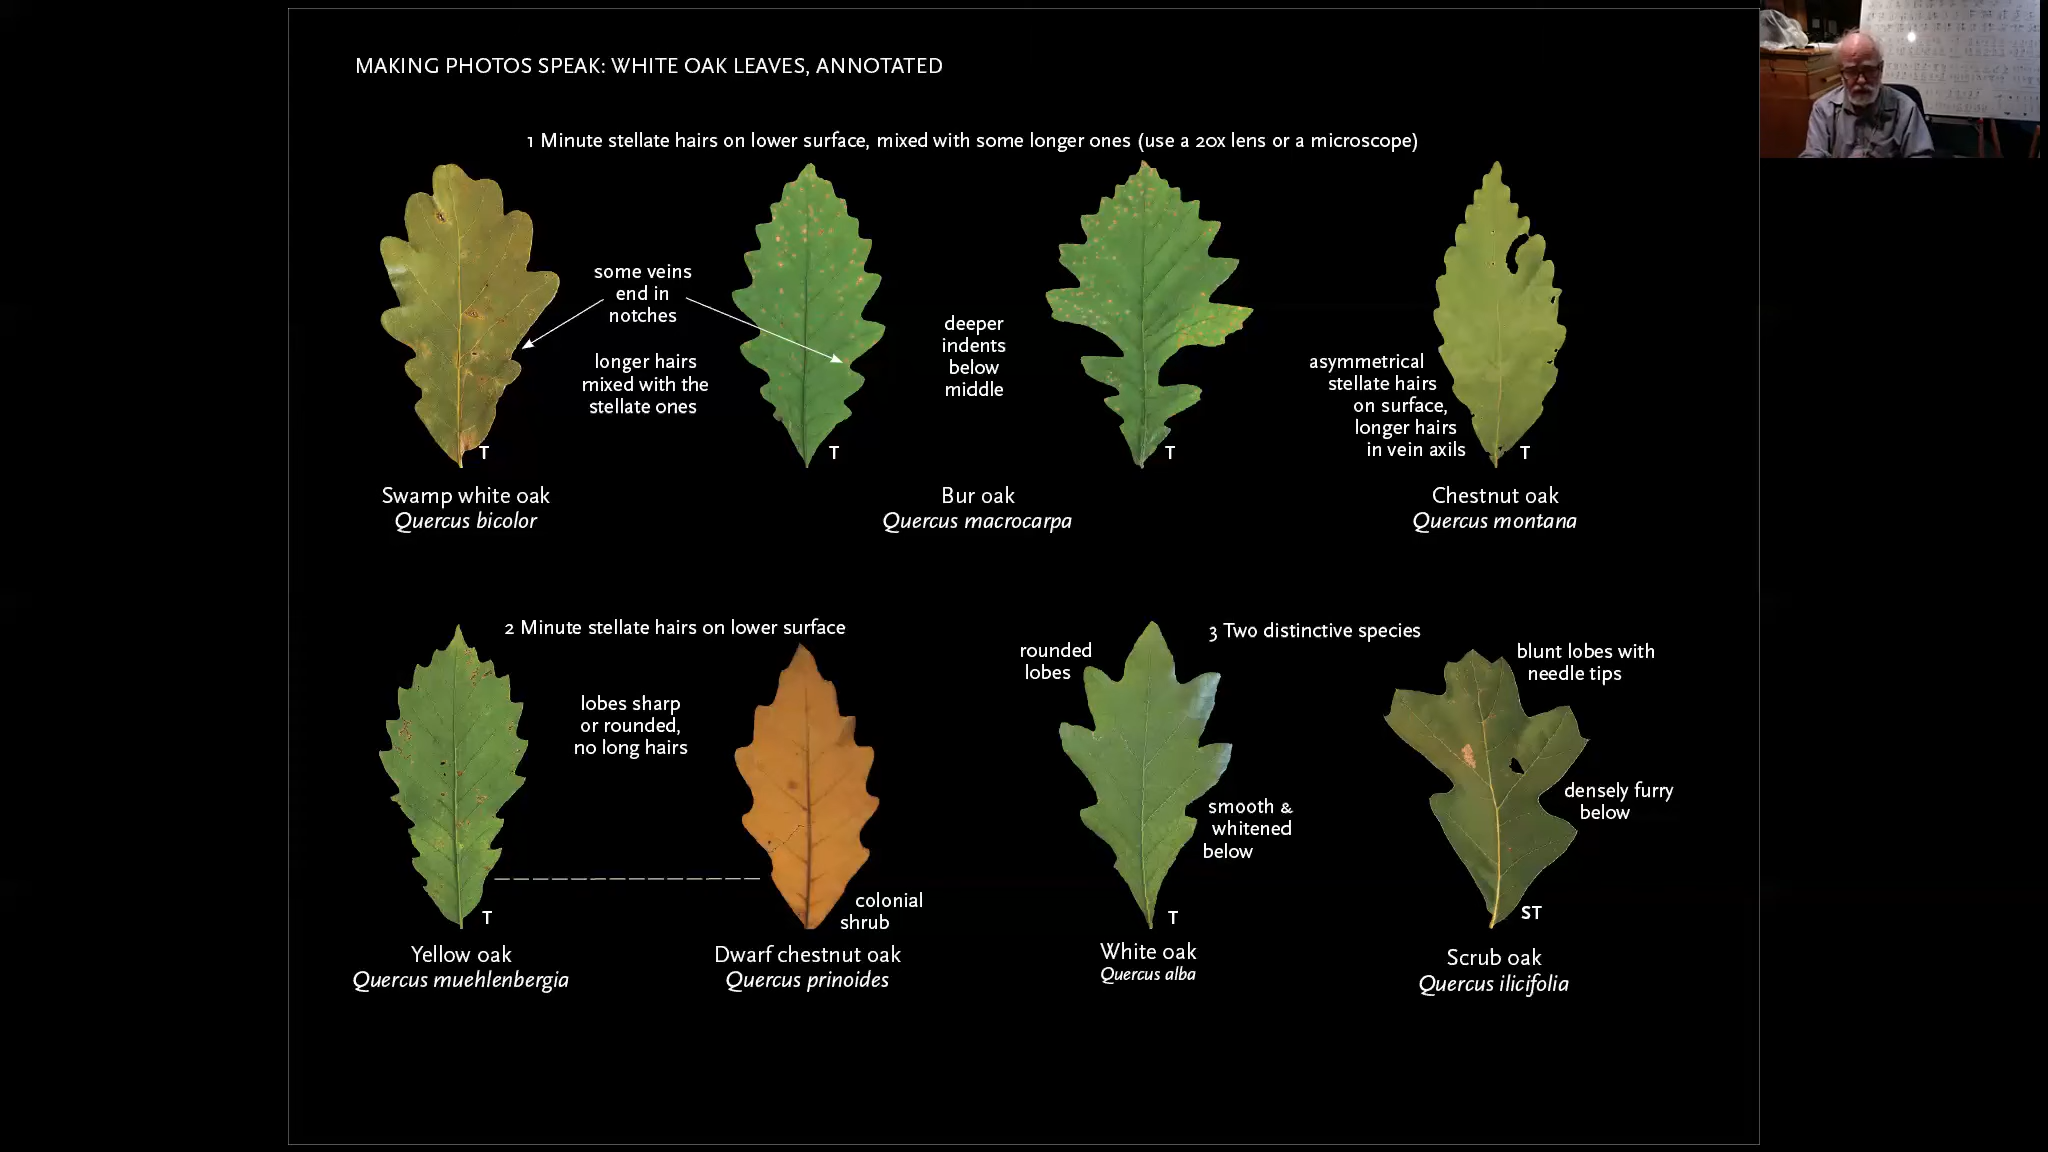 MAKING PHOTOS SPEAK: WHITE OAK LEAVES, ANNOTATED
1 Minute stellate hairs on lower surface, mixed with some longer ones (use a 20x lens or a microscope)
some veins
end in
notches
longer hairs
mixed with the
stellate ones
deeper
indents
below
middle
asymmetrical
stellate hairs
on surface,
longer hairs
in vein axils
T
T
T
T
Swamp white oak
Quercus bicolor
Bur oak
Quercus macrocarpa
Chestnut oak
Quercus montana
2 Minute stellate hairs on lower surface
lobes sharp
or rounded,
no long hairs
colonial
shrub
T
Yellow oak
Quercus muehlenbergia
Dwarf chestnut oak
Quercus prinoides
3 Two distinctive species
rounded
lobes
smooth &
whitened
below
blunt lobes with
needle tips
densely furry
below
T
ST
White oak
Quercus alba
Scrub oak
Quercus ilicifolia